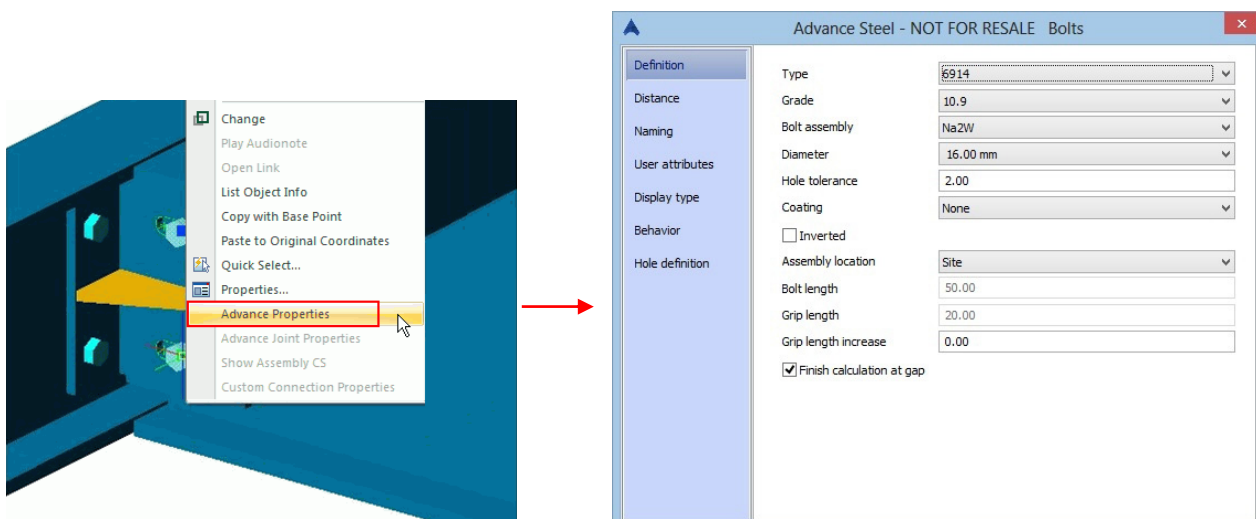 Change
Play Audionote
Open Link
List Object Info
Copy with Base Point
Paste to Original Coordinates
Quick Select...
Properties...
Advance Properties
Advance Joint Properties
Show Assembly CS
Custom Connection Properties
Advance Steel - NOT FOR RESALE Bolts
Definition
Distance
Naming
User attributes
Display type
Behavior
Hole definition
Type 6914
Grade 10.9
Bolt assembly Na2W
Diameter 16.00 mm
Hole tolerance 2.00
Coating None
Inverted
Assembly location Site
Bolt length 50.00
Grip length 20.00
Grip length increase 0.00
Finish calculation at gap